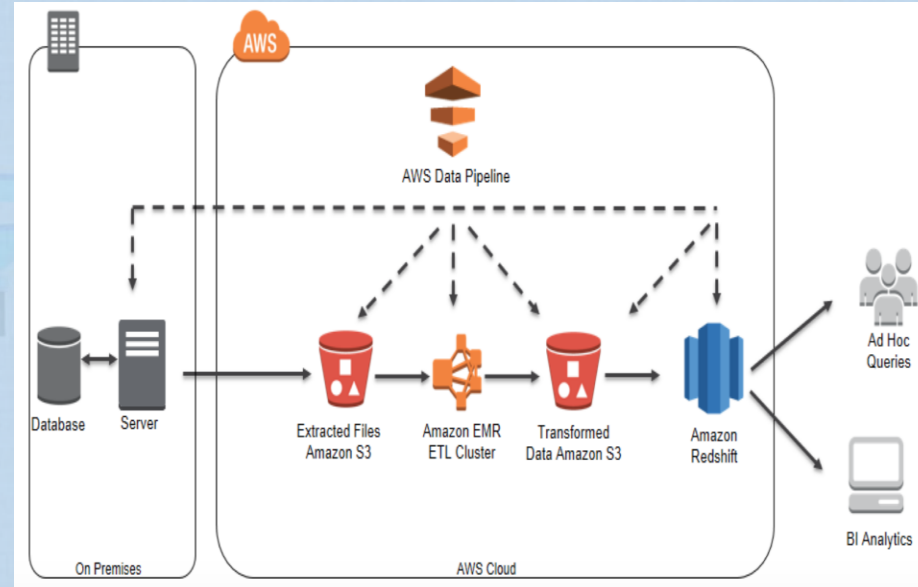 AWS
AWS Data Pipeline
Database
Server
Extracted Files
Amazon S3
Amazon EMR
ETL Cluster
Transformed
Data Amazon S3
Amazon
Redshift
Ad Hoc
Queries
BI Analytics
On Premises
AWS Cloud